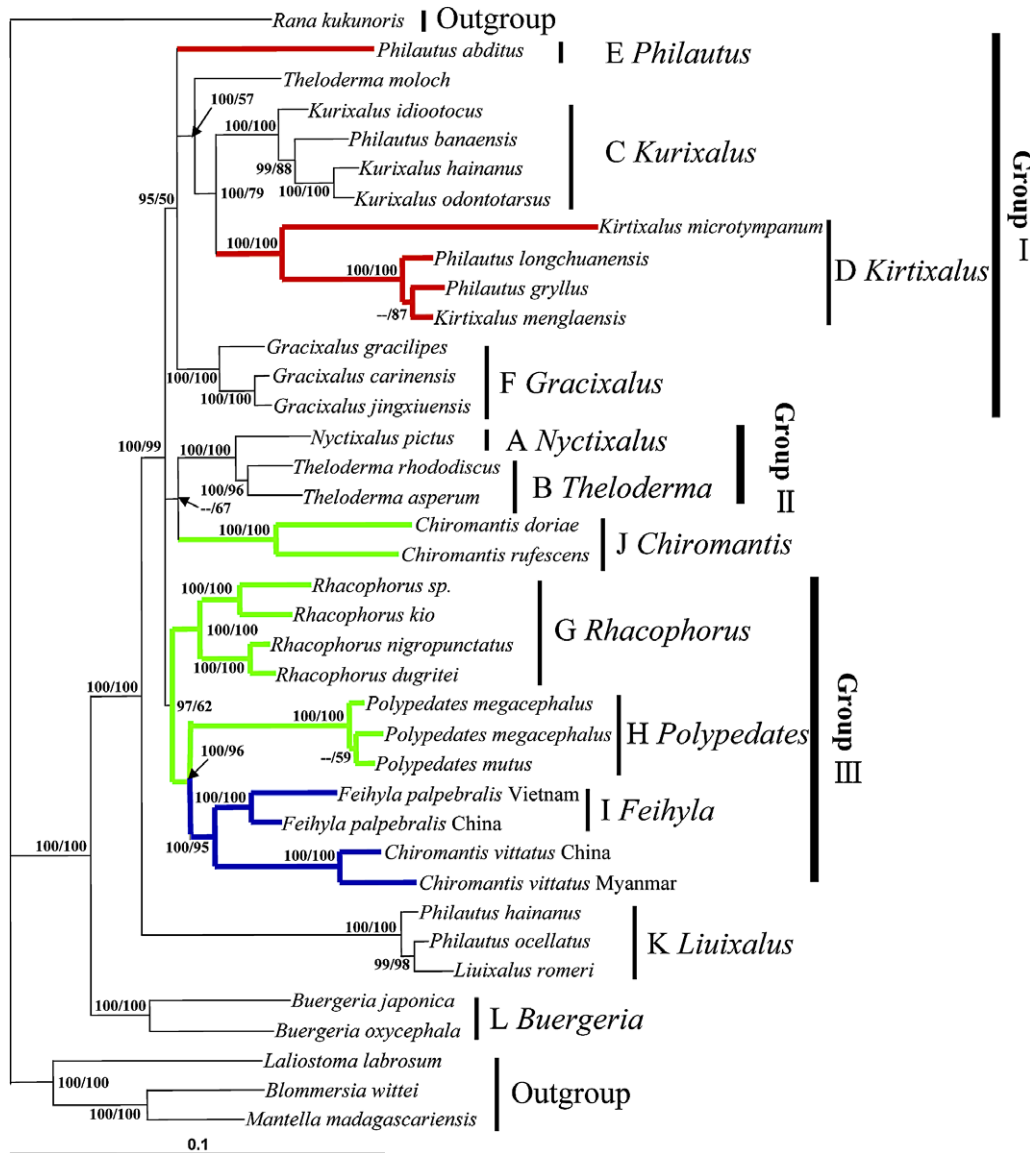 Rana kukunoris
Outgroup
Philautus abditus
E Philautus
Theloderma moloch
100/57
Kurixalus idiootocus
100/100
Philautus banaensis
C Kurixalus
99/88
Kurixalus hainanus
100/100
Kurixalus odontotarsus
95/50
100/79
Kirtixalus microtympanum
100/100
Philautus longchuanensis
100/100
D Kirtixalus
Philautus gryllus
Kirtixalus menglaensis
--/87
Group I
Gracixalus gracilipes
100/100
Gracixalus carinensis
F Gracixalus
100/100
Gracixalus jingxiuensis
100/99
Nyctixalus pictus
A Nyctixalus
100/100
Theloderma rhododiscus
100/96
B Theloderma
Theloderma asperum
--/67
Group II
Chiromantis doriae
100/100
J Chiromantis
Chiromantis rufescens
Rhacophorus sp.
100/100
Rhacophorus kio
100/100
G Rhacophorus
Rhacophorus nigropunctatus
100/100
Rhacophorus dugritei
100/100
97/62
Polypedates megacephalus
100/100
Polypedates megacephalus
H Polypedates
--/59
Polypedates mutus
100/96
Feihyla palpebralis Vietnam
100/100
I Feihyla
Feihyla palpebralis China
100/95
Chiromantis vittatus China
100/100
Chiromantis vittatus Myanmar
Group III
100/100
Philautus hainanus
100/100
Philautus ocellatus
K Liuixalus
99/98
Liuixalus romeri
Buergeria japonica
100/100
L Buergeria
Buergeria oxycephala
Laliostoma labrosum
100/100
Blommersia wittei
Outgroup
100/100
Mantella madagascariensis
0.1